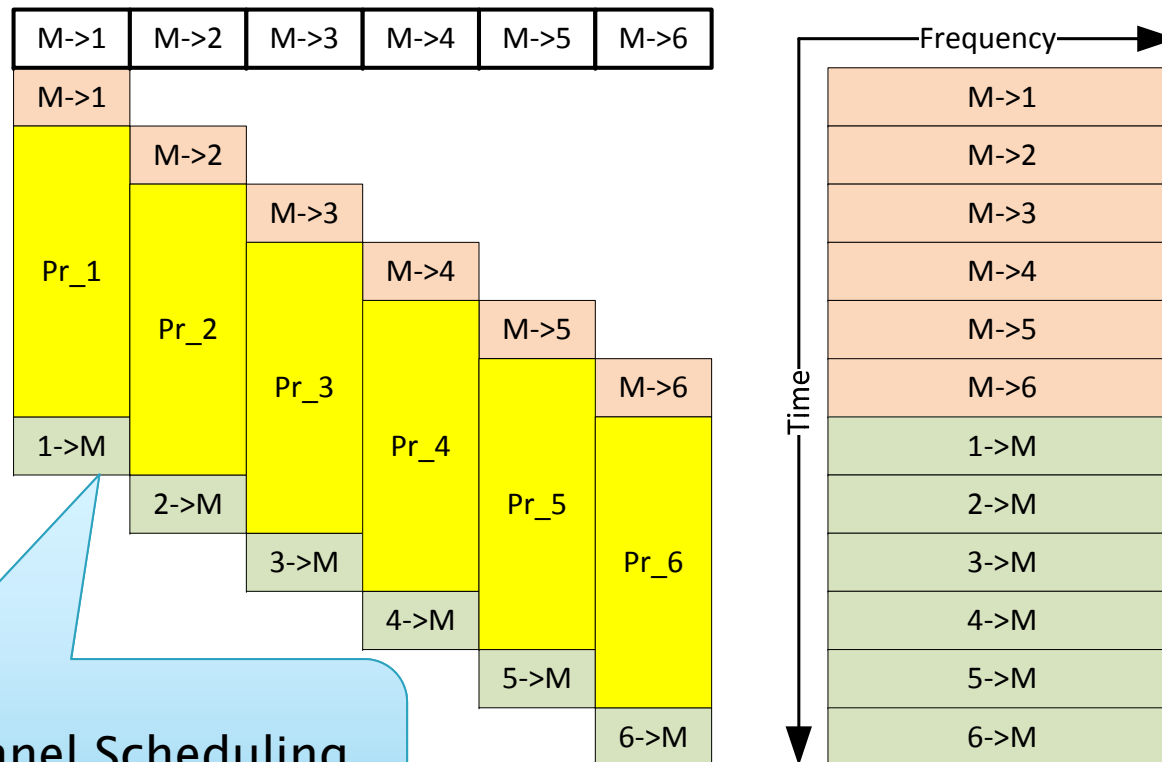 M->1 M->2 M->3 M->4 M->5 M->6
M->1
M->2
M->3
M->4
M->5
M->6
Pr_1
Pr_2
Pr_3
Pr_4
Pr_5
Pr_6
1->M
2->M
3->M
4->M
5->M
6->M
Scheduling
Frequency
Time
M->1
M->2
M->3
M->4
M->5
M->6
1->M
2->M
3->M
4->M
5->M
6->M